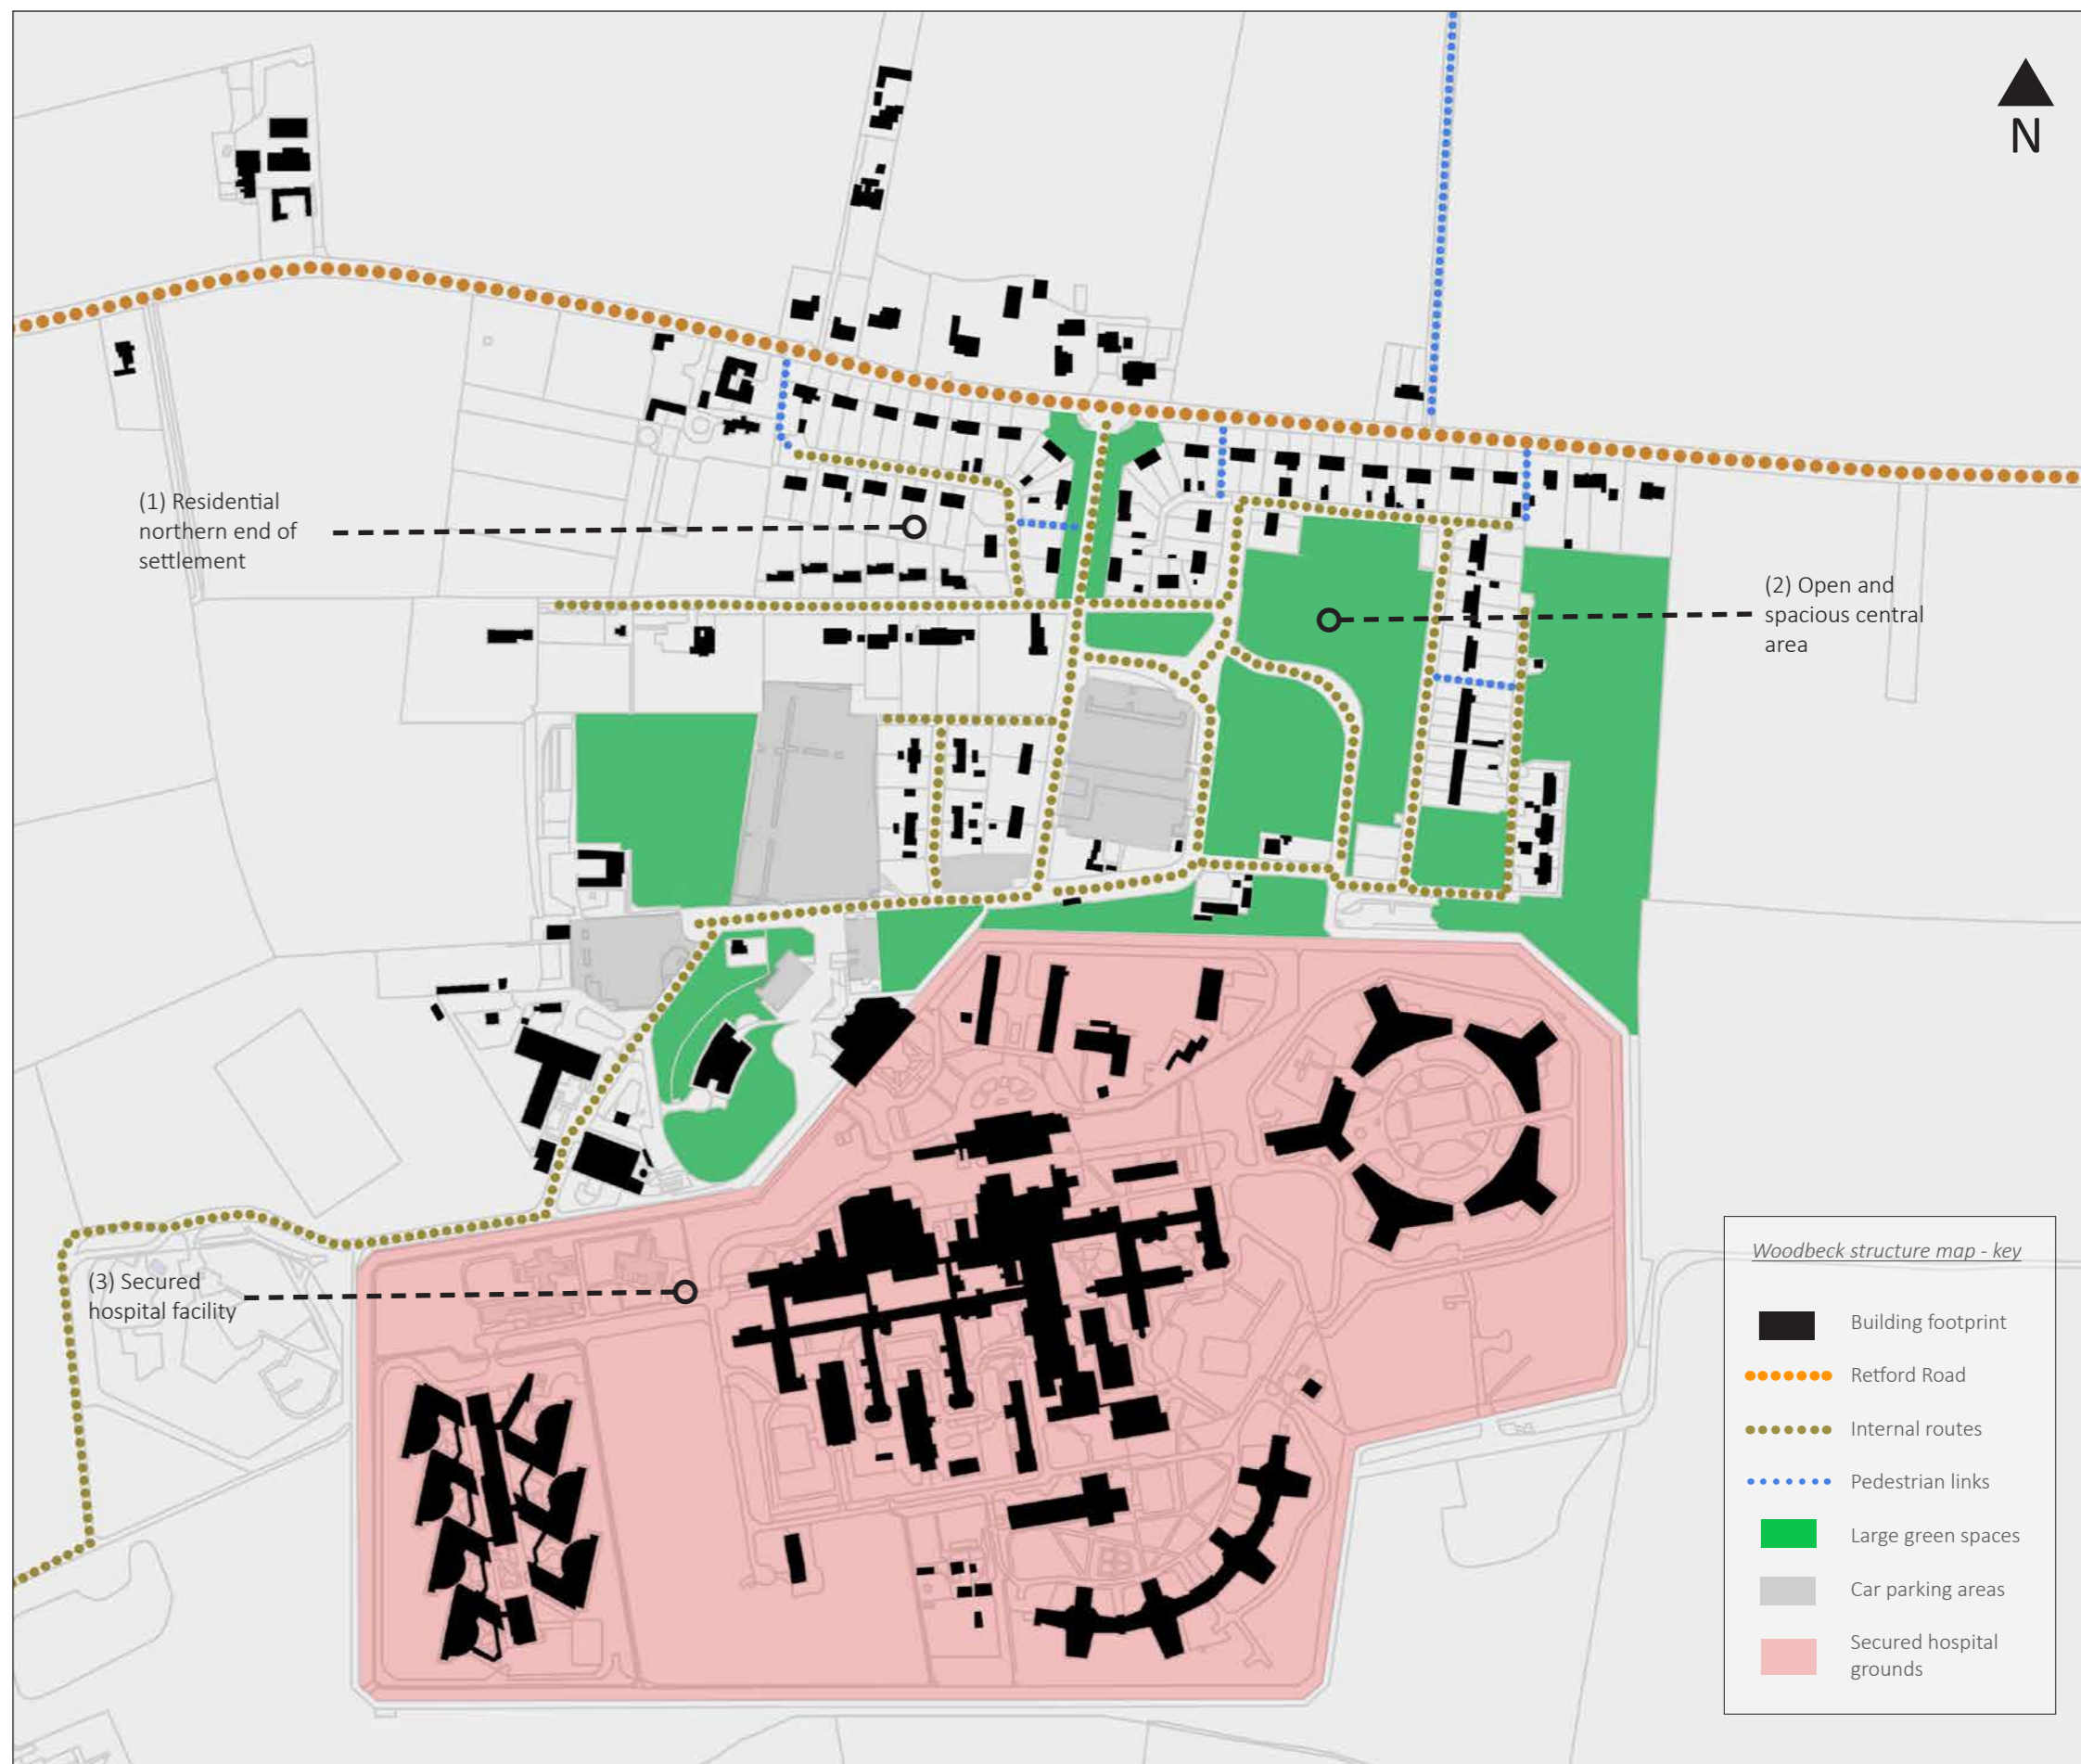 N
(1) Residential
northern end of
settlement
(2) Open and
spacious central
area
(3) Secured
hospital facility
Woodbeck structure map - key
Building footprint
Retford Road
Internal routes
Pedestrian links
Large green spaces
Car parking areas
Secured hospital
grounds